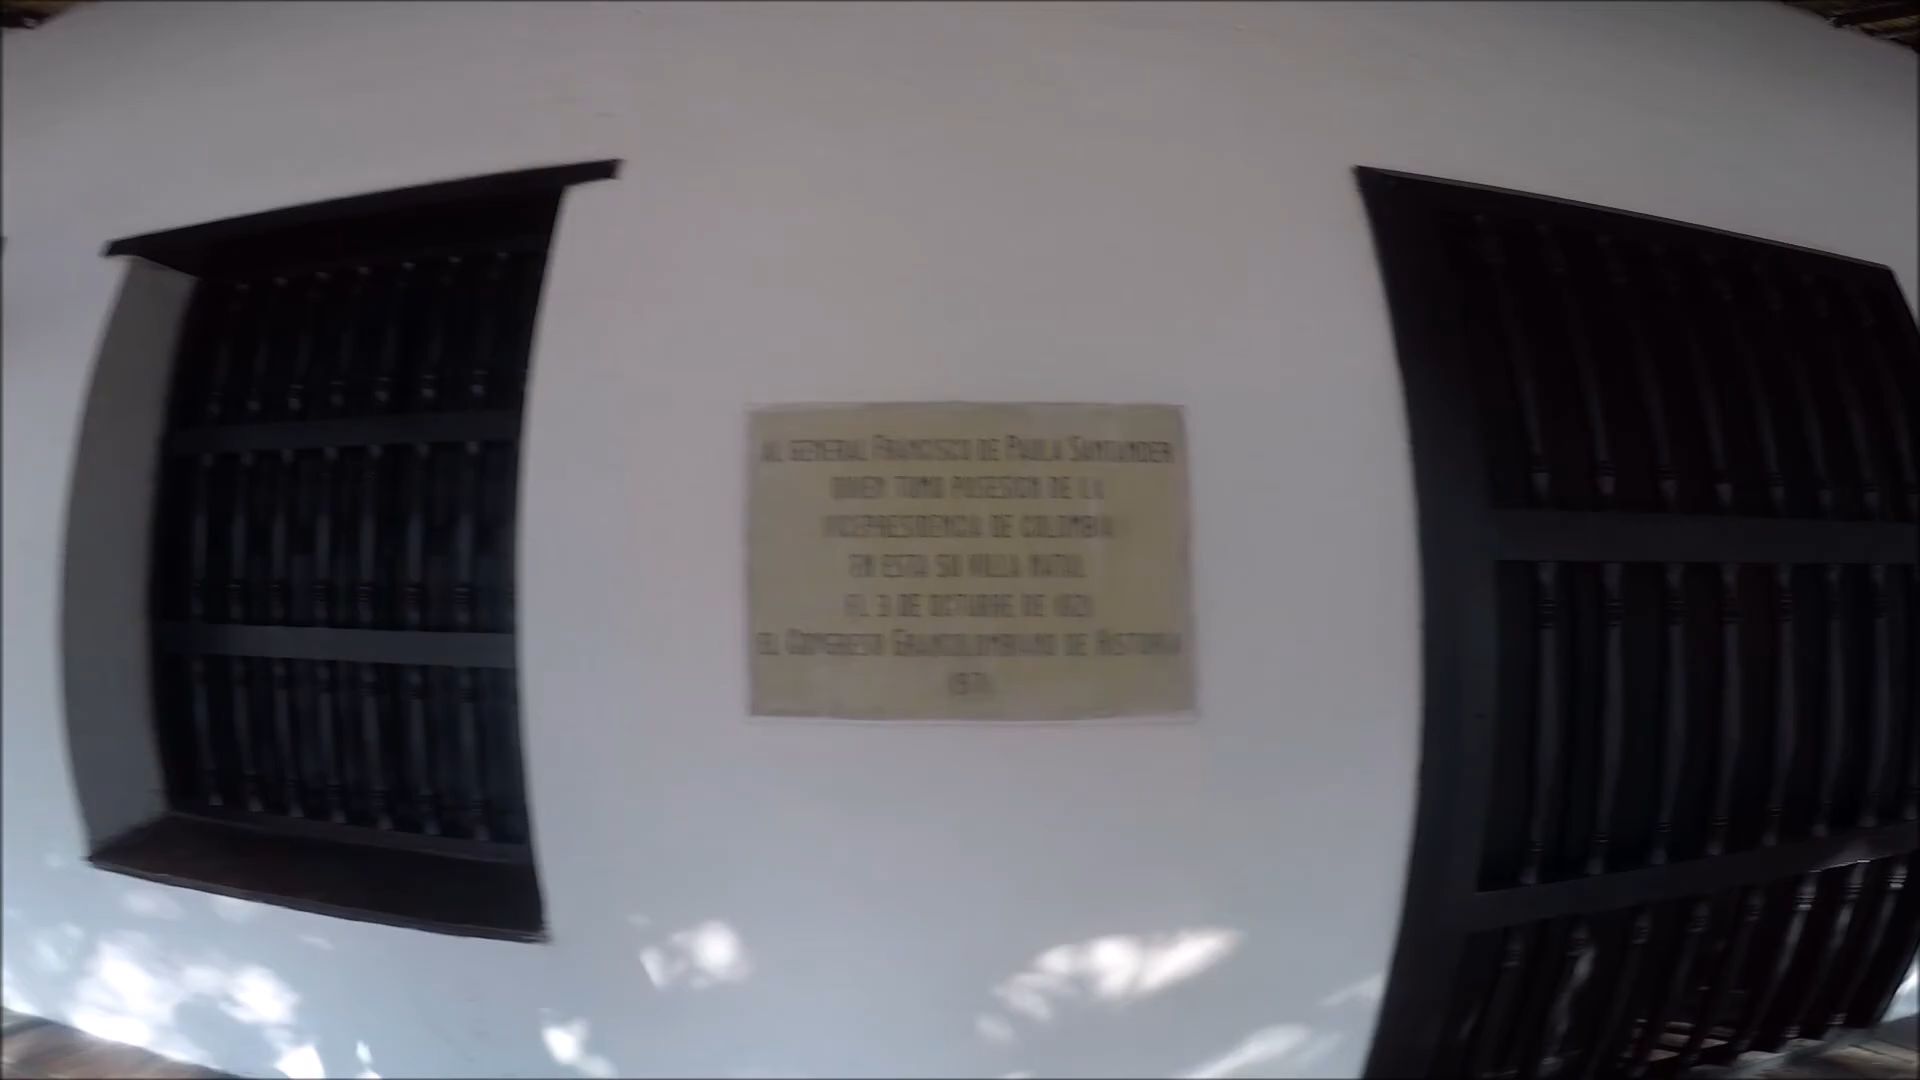 AL GENERAL FRANCISCO DE PAULA SANTANDER
QUIEN TOMO POSESION DE LA
VICEPRESIDENCIA DE COLOMBIA
EN ESTA SU VILLA NATAL
EL 3 DE OCTUBRE DE 1821
EL CONGRESO GRANCOLOMBIANO DE HISTORIA
1971